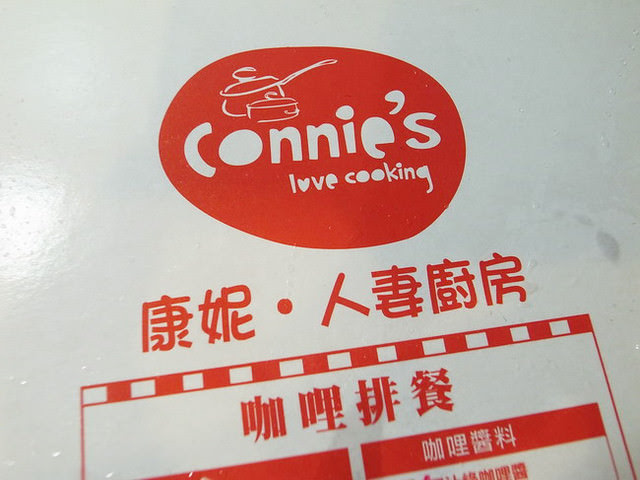 connie's
love cooking
康妮・人妻廚房
咖哩排餐
咖哩醬料